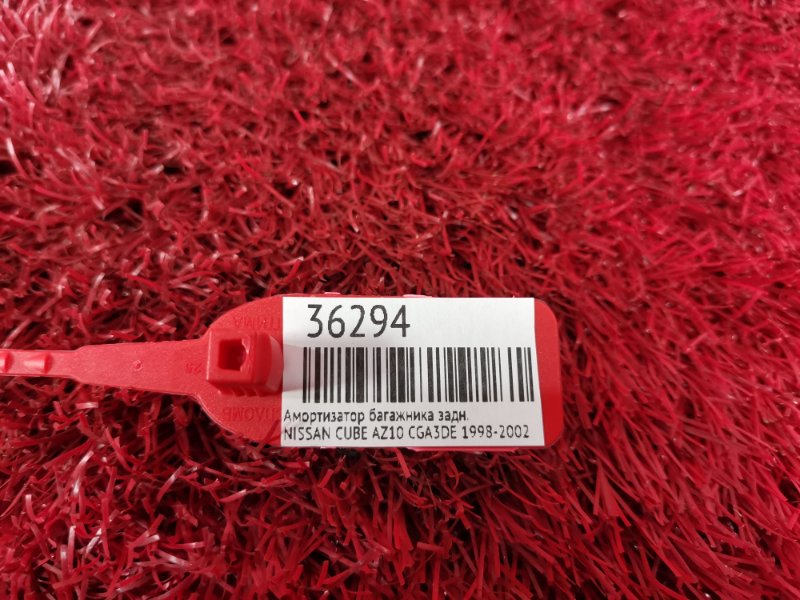 36294
Амортизатор багажника задн.
NISSAN CUBE AZ10 CGA3DE 1998-2002